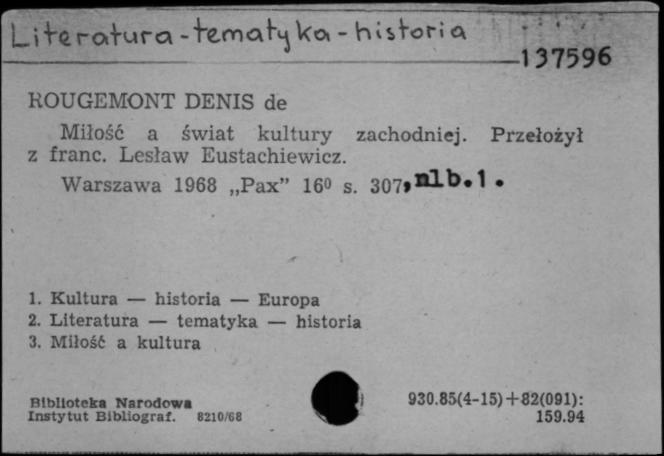 Literatura-tematyka-historia
137596
ROUGEMONT DENIS de
Miłość a świat kultury zachodniej. Przełożył
z franc. Lesław Eustachiewicz.
Warszawa 1968 „Pax” 16⁰ s. 307, nlb.1.
1. Kultura — historia — Europa
2. Literatura — tematyka — historia
3. Miłość a kultura
Biblioteka Narodowa
Instytut Bibliograf. 8210/68
930.85(4-15)+82(091):
159.94